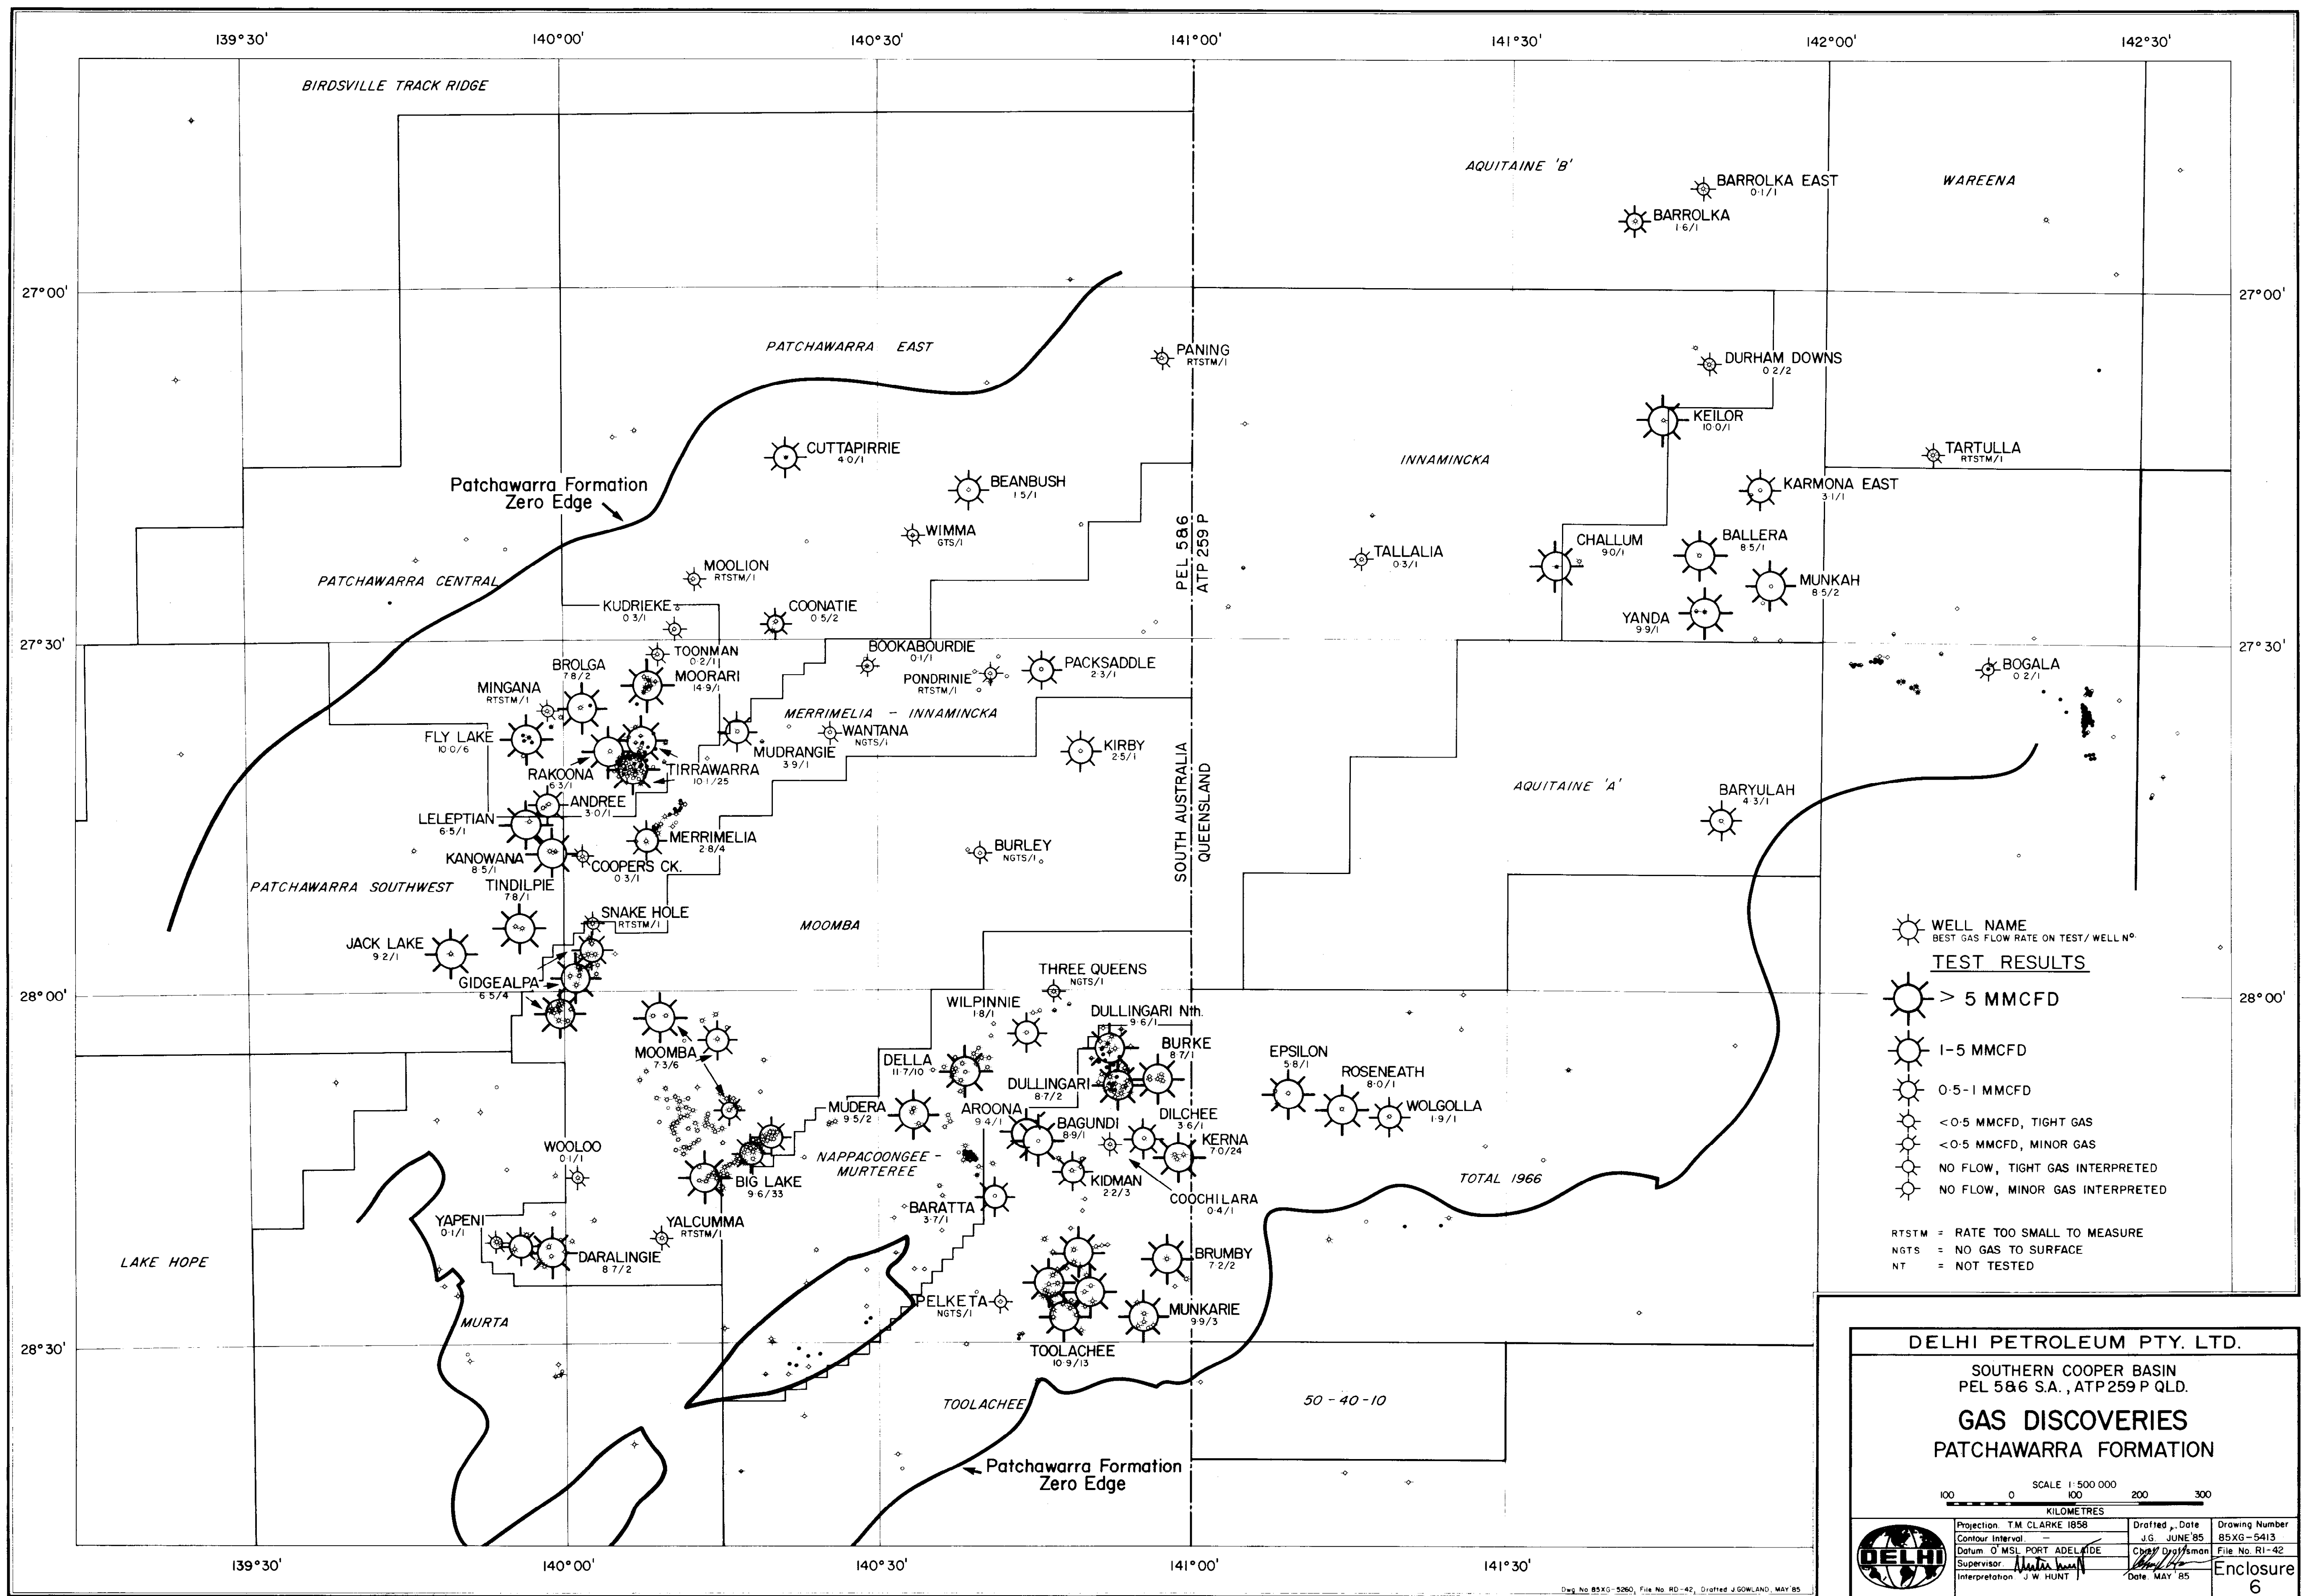 139°30'
140°00'
140°30'
141°00'
141°30'
142°00'
142°30'
BIRDSVILLE TRACK RIDGE
AQUITAINE 'B'
WAREENA
BARROLKA EAST
0·1/1
BARROLKA
1·6/1
27°00'
27°00'
PATCHAWARRA EAST
PANING
RTSTM/1
DURHAM DOWNS
0·2/2
KEILOR
10·0/1
CUTTAPIRRIE
4·0/1
INNAMINCKA
TARTULLA
RTSTM/1
Patchawarra Formation
Zero Edge
BEANBUSH
1·5/1
KARMONA EAST
3·1/1
WIMMA
GTS/1
PEL 5&6
ATP 259 P
CHALLUM
9·0/1
BALLERA
8·5/1
TALLALIA
0·3/1
MOOLION
RTSTM/1
PATCHAWARRA CENTRAL
MUNKAH
8·5/2
KUDRIEKE
0·3/1
COONATIE
0·5/2
YANDA
9·9/1
27°30'
27°30'
TOONMAN
0·2/1
BOOKABOURDIE
0·1/1
BROLGA
7·8/2
PACKSADDLE
2·3/1
BOGALA
0·2/1
MOORARI
14·9/1
PONDRINIE
RTSTM/1
MINGANA
RTSTM/1
MERRIMELIA - INNAMINCKA
FLY LAKE
10·0/6
WANTANA
NGTS/1
MUDRANGIE
3·9/1
KIRBY
2·5/1
RAKOONA
6·3/1
TIRRAWARRA
10·1/25
SOUTH AUSTRALIA
QUEENSLAND
AQUITAINE 'A'
BARYULAH
4·3/1
ANDREE
3·0/1
LELEPTIAN
6·5/1
MERRIMELIA
2·8/4
KANOWANA
8·5/1
COOPERS CK.
0·3/1
BURLEY
NGTS/1
PATCHAWARRA SOUTHWEST
TINDILPIE
7·8/1
SNAKE HOLE
RTSTM/1
MOOMBA
JACK LAKE
9·2/1
GIDGEALPA
6·5/4
WELL NAME
BEST GAS FLOW RATE ON TEST/ WELL Nº.
TEST RESULTS
> 5 MMCFD
1-5 MMCFD
0·5-1 MMCFD
<0·5 MMCFD, TIGHT GAS
<0·5 MMCFD, MINOR GAS
NO FLOW, TIGHT GAS INTERPRETED
NO FLOW, MINOR GAS INTERPRETED
RTSTM = RATE TOO SMALL TO MEASURE
NGTS = NO GAS TO SURFACE
NT = NOT TESTED
28°00'
28°00'
THREE QUEENS
NGTS/1
WILPINNIE
1·8/1
DULLINGARI Nth.
9·6/1
MOOMBA
7·3/6
BURKE
8·7/1
EPSILON
5·8/1
DELLA
11·7/10
DULLINGARI
8·7/2
ROSENEATH
8·0/1
MUDERA
9·5/2
AROONA
9·4/1
DILCHEE
3·6/1
WOLGOLLA
1·9/1
BAGUNDI
8·9/1
KERNA
7·0/24
WOOLOO
0·1/1
NAPPACOONGEE -
MURTEREE
BIG LAKE
9·6/33
KIDMAN
2·2/3
COOCHILARA
0·4/1
TOTAL 1966
BARATTA
3·7/1
YAPENI
0·1/1
YALCUMMA
RTSTM/1
DARALINGIE
8·7/2
BRUMBY
7·2/2
LAKE HOPE
PELKETA
NGTS/1
MUNKARIE
9·9/3
MURTA
TOOLACHEE
10·9/13
28°30'
TOOLACHEE
50-40-10
Patchawarra Formation
Zero Edge
139°30'
140°00'
140°30'
141°00'
141°30'
Dwg No 85XG-5260, File No. RD-42, Drafted J.GOWLAND, MAY'85
DELHI PETROLEUM PTY. LTD.
SOUTHERN COOPER BASIN
PEL 5&6 S.A., ATP 259 P QLD.
GAS DISCOVERIES
PATCHAWARRA FORMATION
SCALE 1:500 000
100 0 100 200 300
KILOMETRES
DELHI
Projection. T.M. CLARKE 1858
Contour Interval. —
Datum 0' MSL PORT ADELAIDE
Supervisor.
Interpretation J W. HUNT
Drafted, Date
J.G. JUNE'85
Chief Draftsman
Date. MAY '85
Drawing Number
85XG-5413
File No. RI-42
Enclosure
6